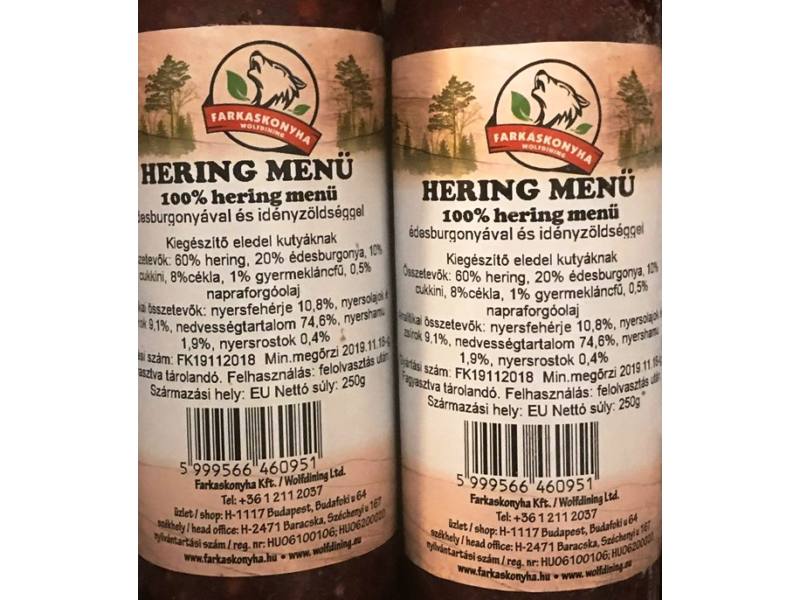 FARKASKONYHA
WOLFDINING
HERING MENÜ
100% hering menü
édesburgonyával és idényzöldséggel
Kiegészítő eledel kutyáknak
zetevők: 60% hering, 20% édesburgonya, 10%
cukkini, 8%cékla, 1% gyermekláncfű, 0,5%
napraforgóolaj
kai összetevők: nyersfehérje 10,8%, nyersolajok é
rok 9,1%, nedvességtartalom 74,6%, nyershamu
1,9%, nyersrostok 0,4%
ási szám: FK19112018 Min.megőrzi 2019.11.18-g
yasztva tárolandó. Felhasználás: felolvasztás után
Származási hely: EU Nettó súly: 250g
5 999566 460951
Farkaskonyha Kft. / Wolfdining Ltd.
Tel: +36 1 211 2037
üzlet / shop: H-1117 Budapest, Budafoki u 64
székhely / head office: H-2471 Baracska, Széchenyi u 167
nyilvántartási szám / reg. nr: HU06100106; HU06200020
www.farkaskonyha.hu • www.wolfdining.eu
FARKASKONYHA
WOLFDINING
HERING MENÜ
100% hering menü
édesburgonyával és idényzöldséggel
Kiegészítő eledel kutyáknak
Összetevők: 60% hering, 20% édesburgonya, 10%
cukkini, 8%cékla, 1% gyermekláncfű, 0,5%
napraforgóolaj
Analitikai összetevők: nyersfehérje 10,8%, nyersolajok é
zsírok 9,1%, nedvességtartalom 74,6%, nyershamu
1,9%, nyersrostok 0,4%
Gyártási szám: FK19112018 Min.megőrzi 2019.11.18-g
Fagyasztva tárolandó. Felhasználás: felolvasztás után
Származási hely: EU Nettó súly: 250g
5 999566 460951
Farkaskonyha Kft. / Wolfdining Ltd.
Tel: +36 1 211 2037
üzlet / shop: H-1117 Budapest, Budafoki u 64
székhely / head office: H-2471 Baracska, Széchenyi u 167
nyilvántartási szám / reg. nr: HU06100106; HU06200020
www.farkaskonyha.hu • www.wolfdining.eu